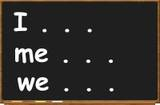 I . . .
me . . .
we . . .